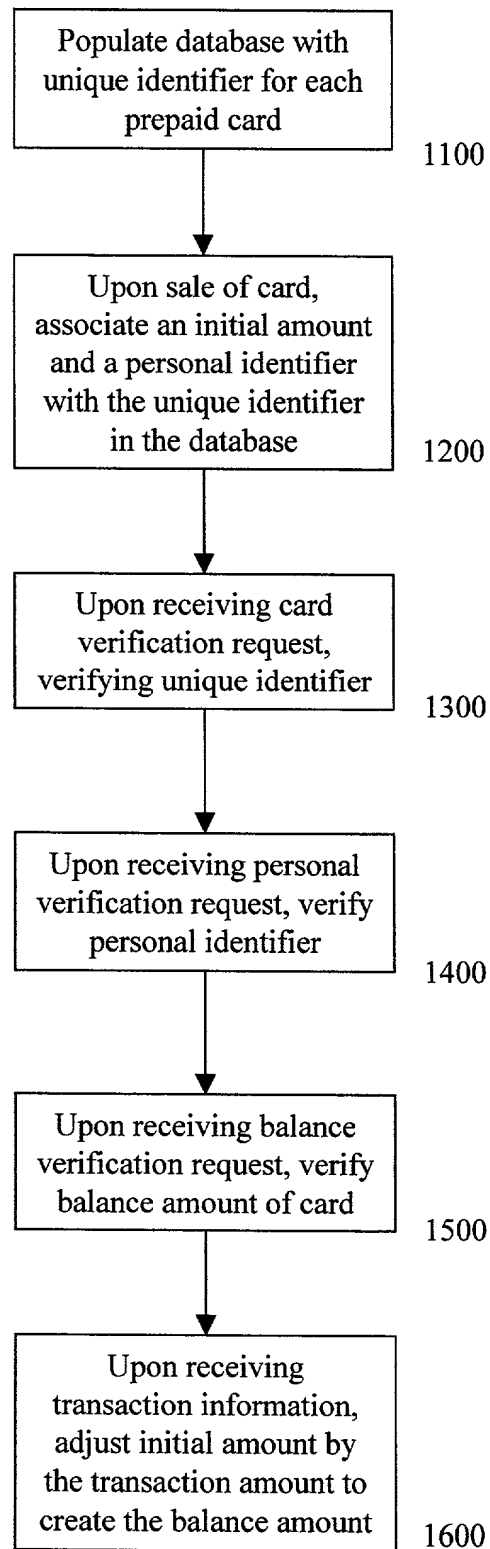 Populate database with
unique identifier for each
prepaid card
1100
Upon sale of card,
associate an initial amount
and a personal identifier
with the unique identifier
in the database
1200
Upon receiving card
verification request,
verifying unique identifier
1300
Upon receiving personal
verification request, verify
personal identifier
1400
Upon receiving balance
verification request, verify
balance amount of card
1500
Upon receiving
transaction information,
adjust initial amount by
the transaction amount to
create the balance amount
1600